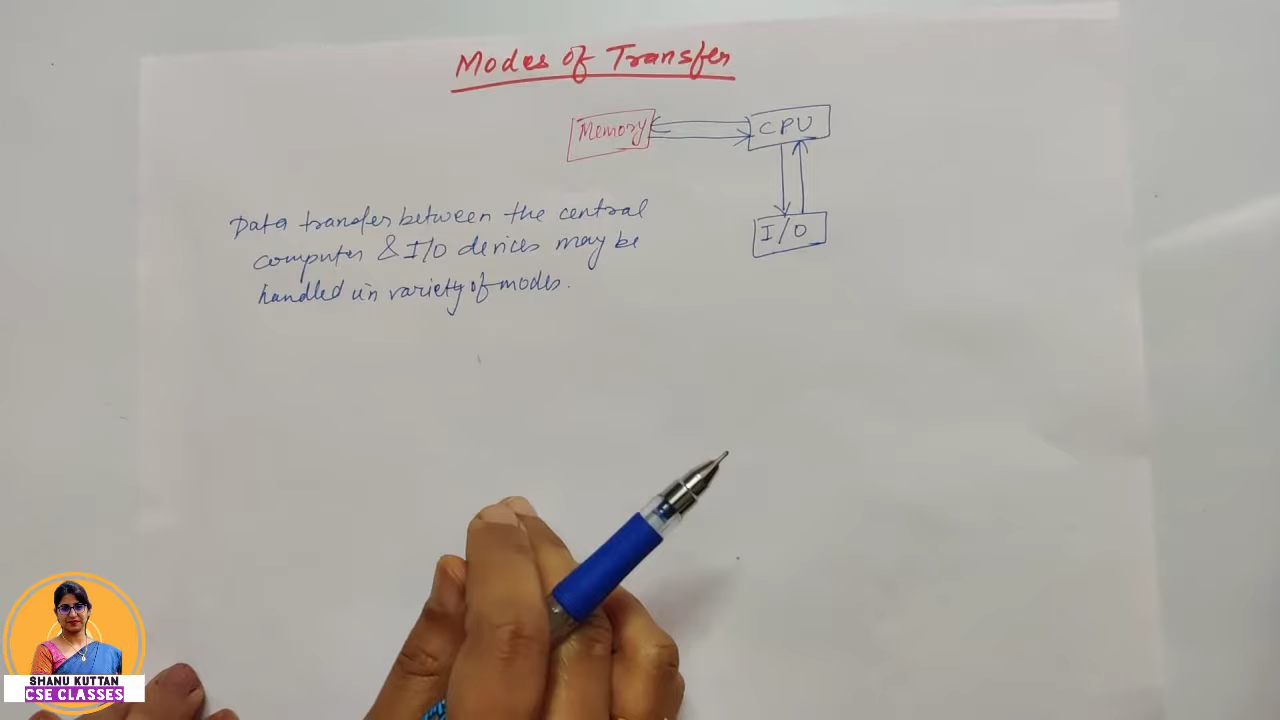 Modes of Transfer
Memory
CPU
I/O
Data transfer between the central
computer & I/O devices may be
handled in variety of modes.
SHANU KUTTAN
CSE CLASSES